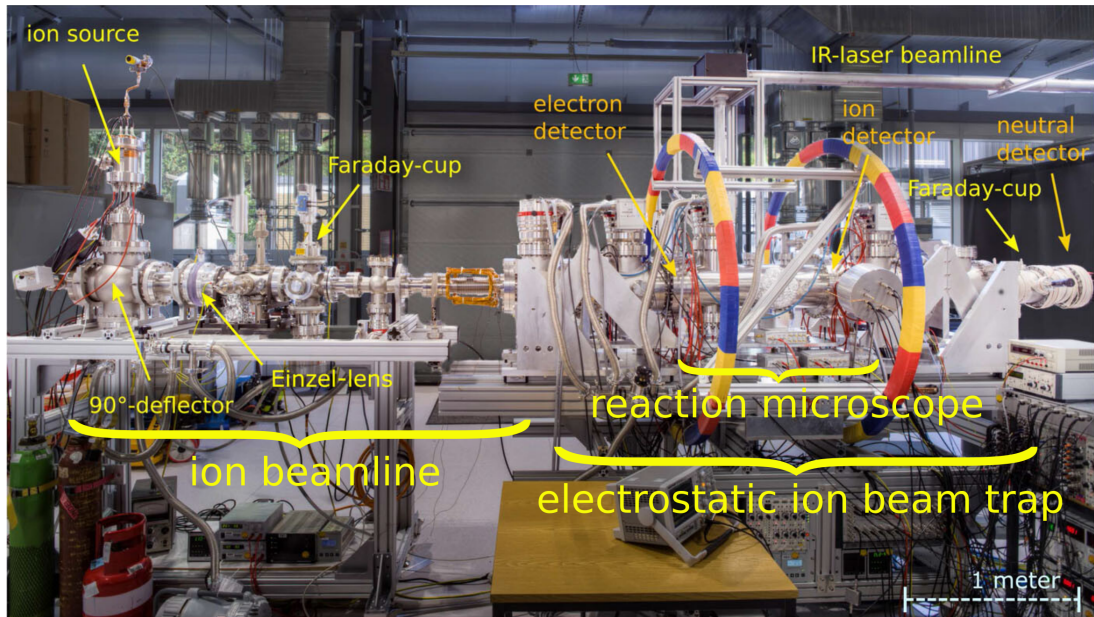 ion source
IR-laser beamline
electron
detector
ion
detector
neutral
detector
Faraday-cup
Faraday-cup
Einzel-lens
90°-deflector
reaction microscope
ion beamline
electrostatic ion beam trap
1 meter